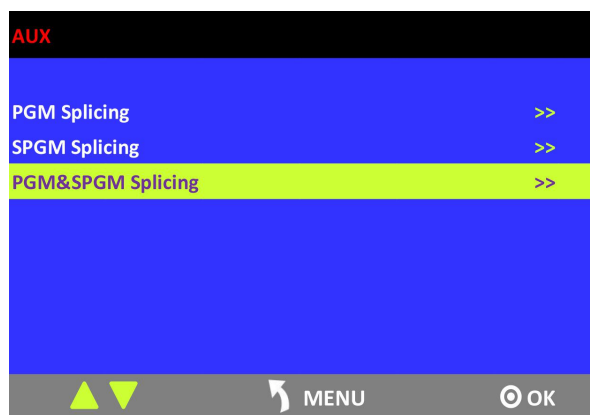 AUX
PGM Splicing >>
SPGM Splicing >>
PGM&SPGM Splicing >>
MENU OK